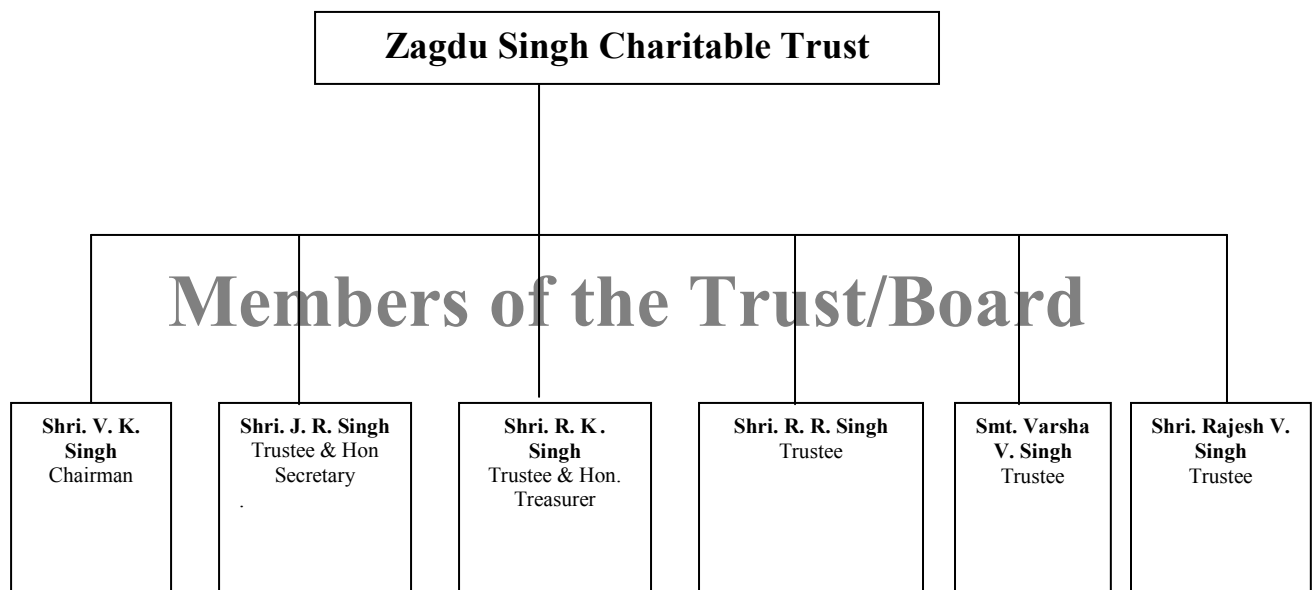 Zagdu Singh Charitable Trust
Members of the Trust/Board
Shri. V. K.
Singh
Chairman
Shri. J. R. Singh
Trustee & Hon
Secretary
.
Shri. R. K .
Singh
Trustee & Hon.
Treasurer
Shri. R. R. Singh
Trustee
Smt. Varsha
V. Singh
Trustee
Shri. Rajesh V.
Singh
Trustee